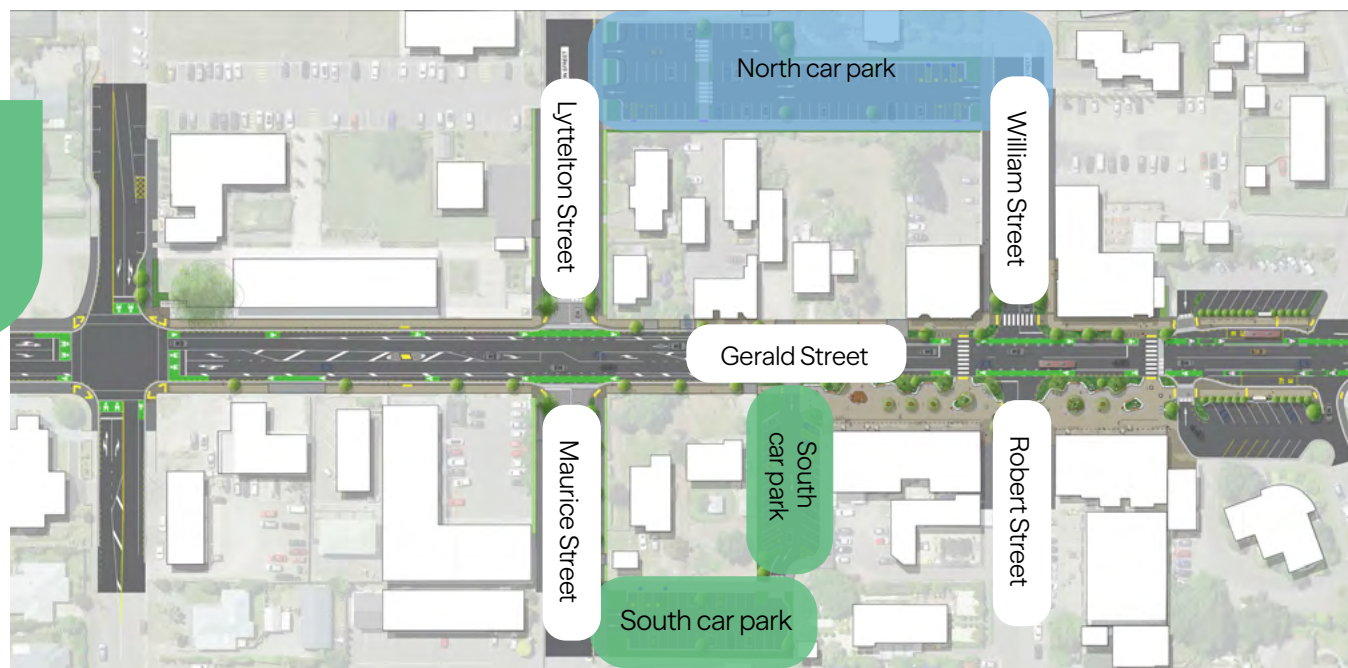 North car park
Lyttelton Street
William Street
Gerald Street
Maurice Street
South
car park
Robert Street
South car park